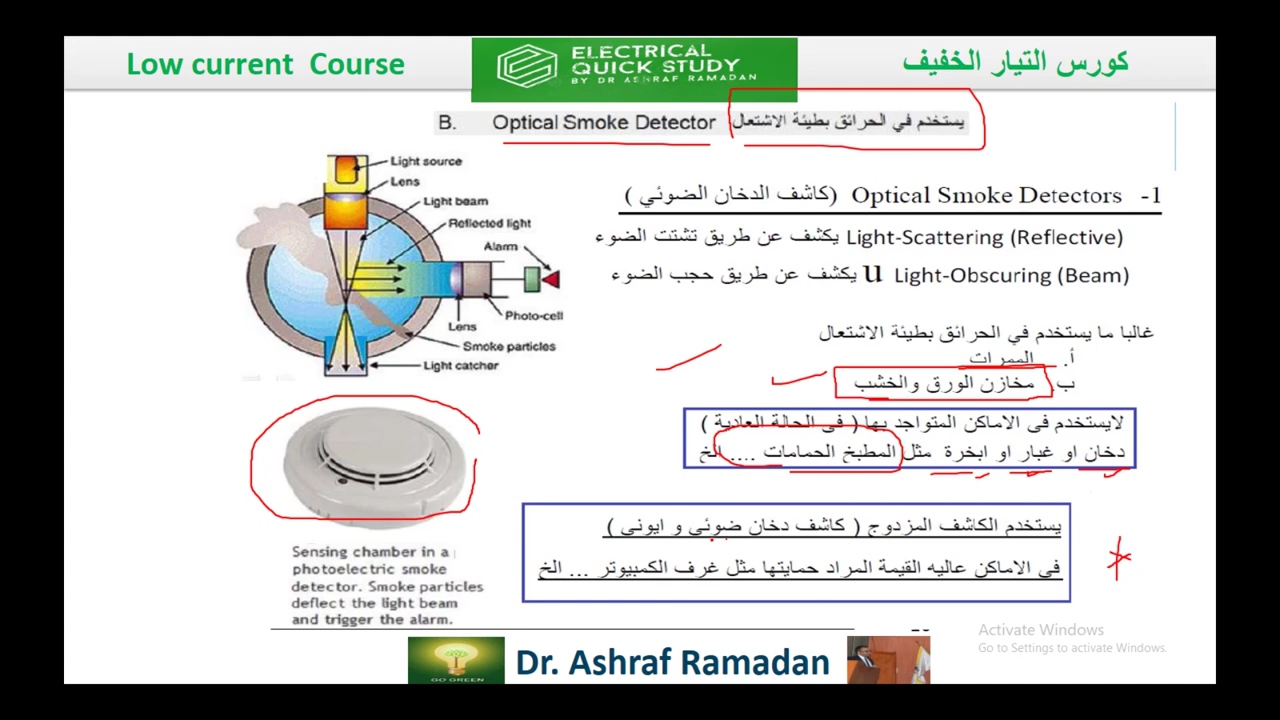 Low current Course
ELECTRICAL
QUICK STUDY
BY DR ASHRAF RAMADAN
كورس التيار الخفيف
B. Optical Smoke Detector يستخدم في الحرائق بطيئة الاشتعال
Light source
Lens
Light beam
Reflected light
Alarm
Photo-cell
Lens
Smoke particles
Light catcher
1- Optical Smoke Detectors (كاشف الدخان الضوئي )
Light-Scattering (Reflective) يكشف عن طريق تشتت الضوء
Light-Obscuring (Beam) u يكشف عن طريق حجب الضوء
غالبا ما يستخدم في الحرائق بطيئة الاشتعال
أ. الممرات
ب. مخازن الورق والخشب
لايستخدم فى الاماكن المتواجد بها ( فى الحالة العادية )
دخان او غبار او ابخرة مثل المطبخ الحمامات .... الخ
يستخدم الكاشف المزدوج ( كاشف دخان ضوئي و ايونى )
فى الاماكن عاليه القيمة المراد حمايتها مثل غرف الكمبيوتر ... الخ
Sensing chamber in a
photoelectric smoke
detector. Smoke particles
deflect the light beam
and trigger the alarm.
Activate Windows
Go to Settings to activate Windows.
GO GREEN
Dr. Ashraf Ramadan